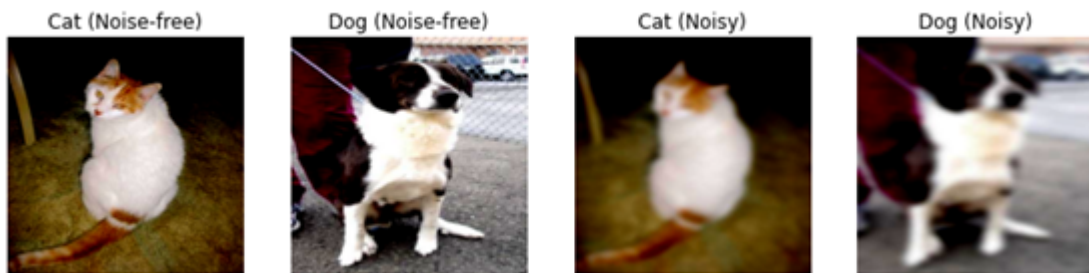 Cat (Noise-free)
Dog (Noise-free)
Cat (Noisy)
Dog (Noisy)